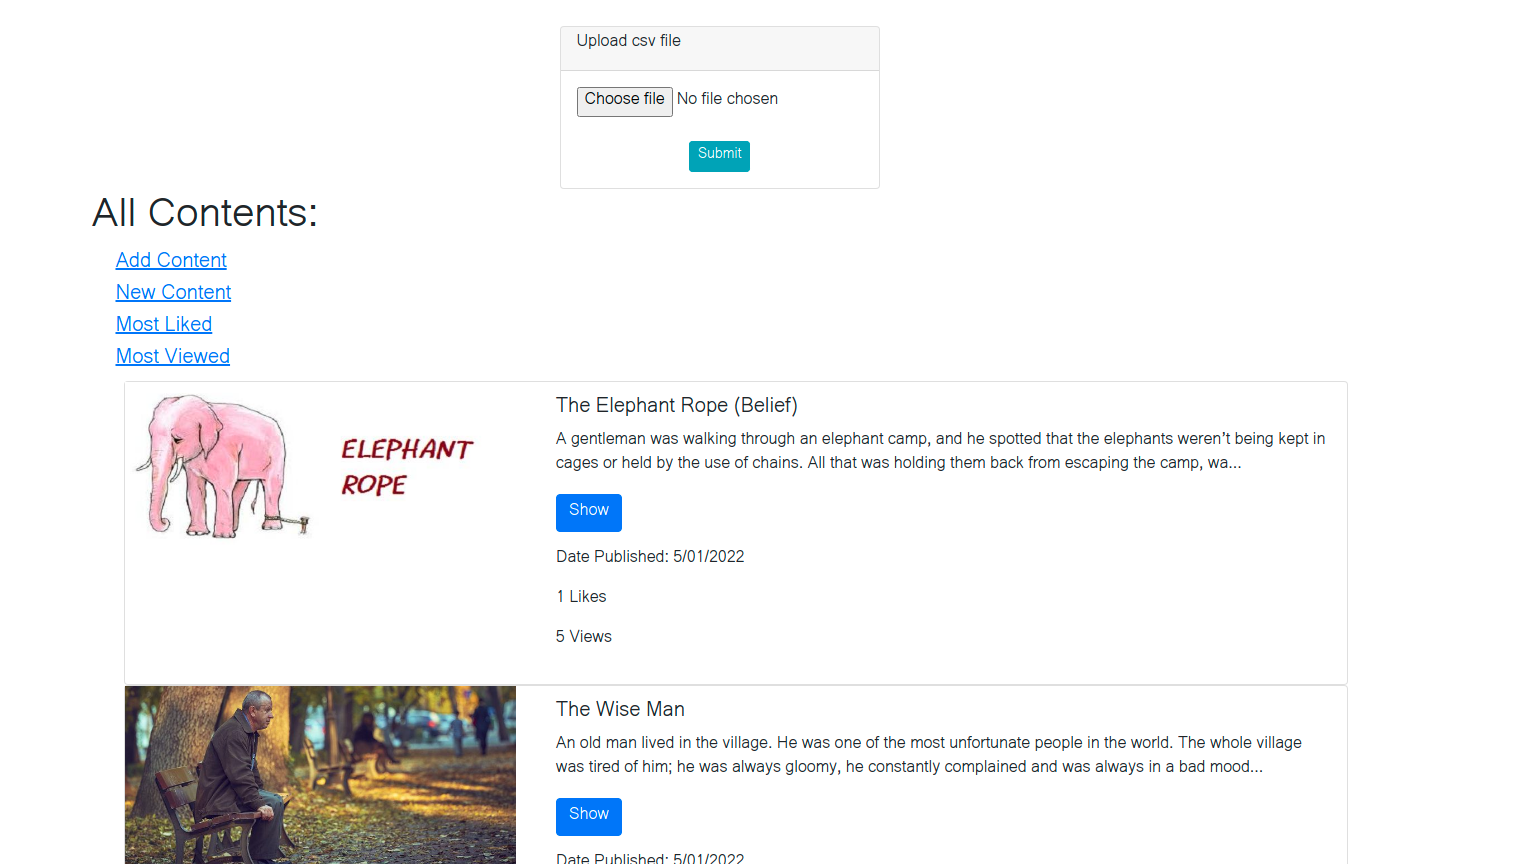 Upload csv file
Choose file No file chosen
Submit
All Contents:
Add Content
New Content
Most Liked
Most Viewed
ELEPHANT
ROPE
The Elephant Rope (Belief)
A gentleman was walking through an elephant camp, and he spotted that the elephants weren’t being kept in
cages or held by the use of chains. All that was holding them back from escaping the camp, wa...
Show
Date Published: 5/01/2022
1 Likes
5 Views
The Wise Man
An old man lived in the village. He was one of the most unfortunate people in the world. The whole village
was tired of him; he was always gloomy, he constantly complained and was always in a bad mood...
Show
Date Published: 5/01/2022